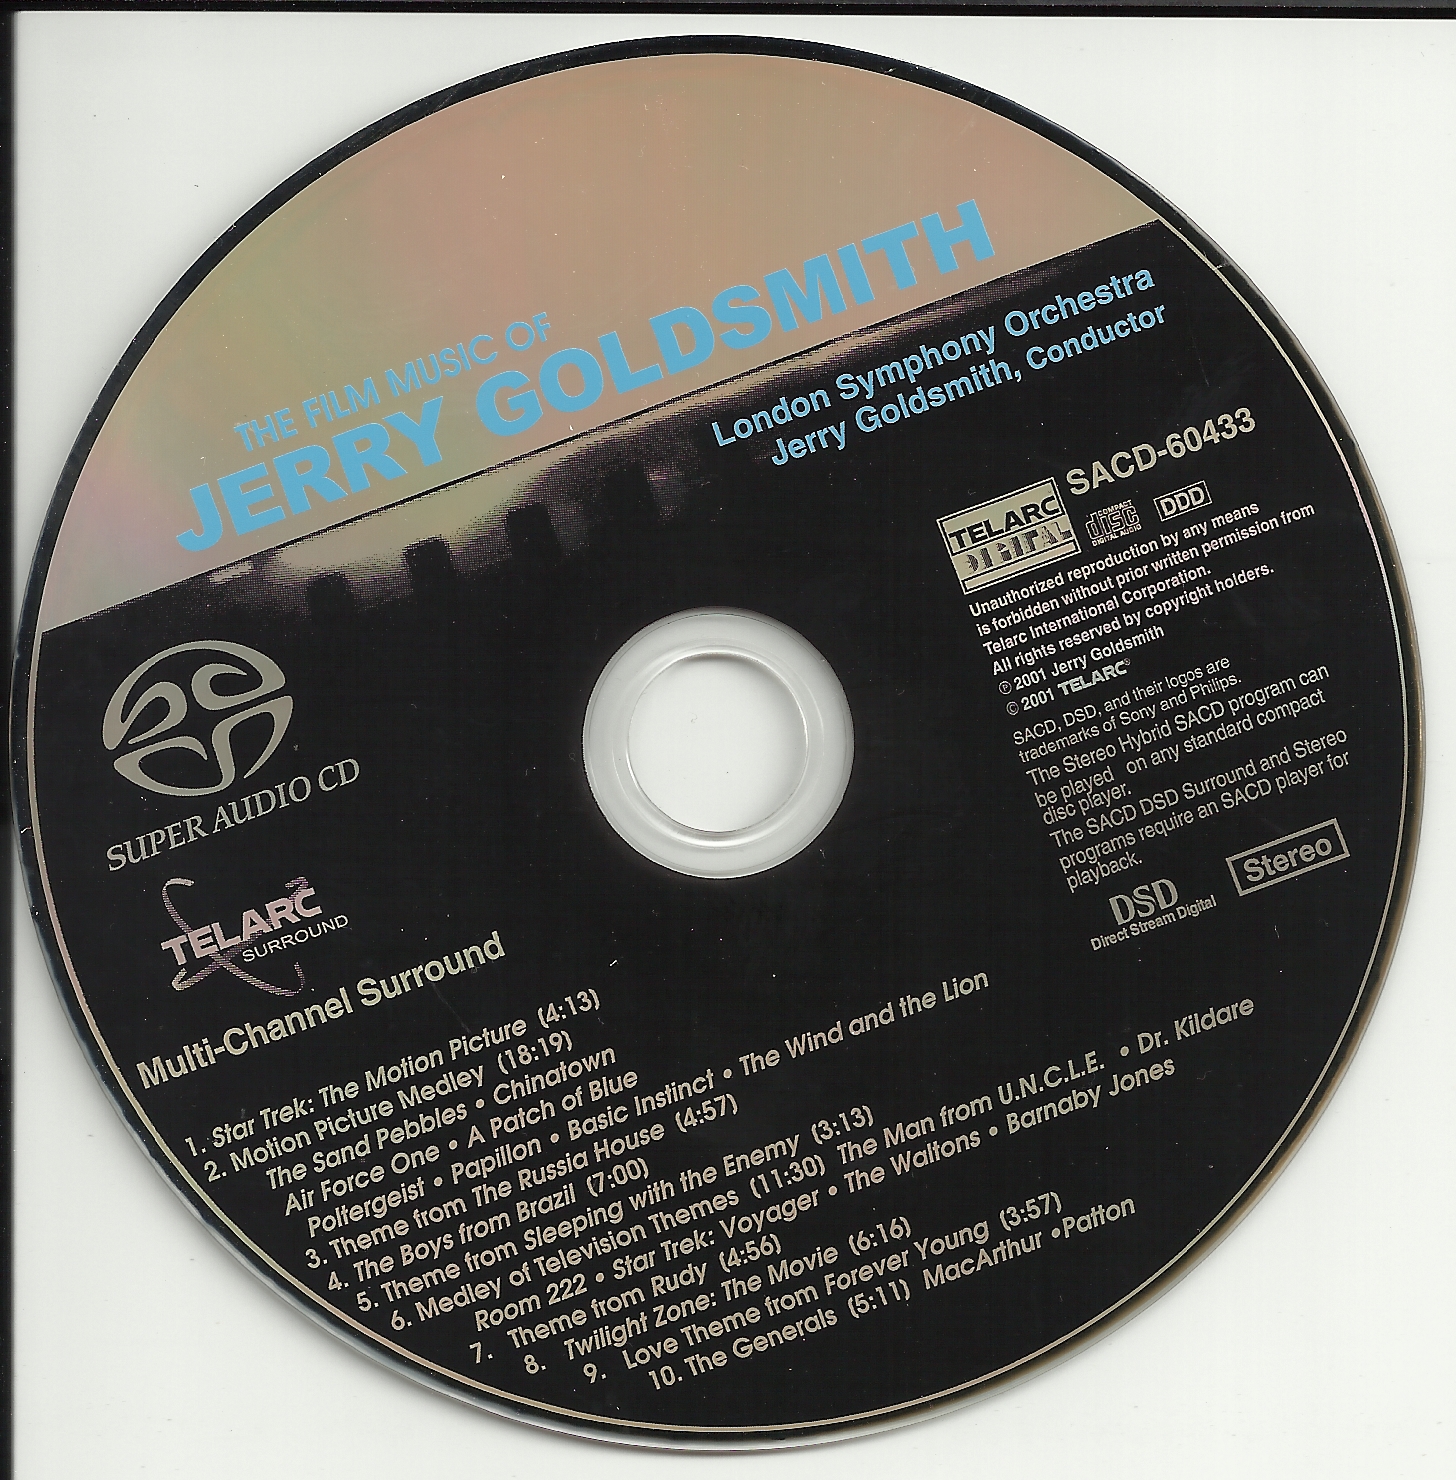 THE FILM MUSIC OF
JERRY GOLDSMITH
London Symphony Orchestra
Jerry Goldsmith, Conductor
TELARC
DIGITAL
SACD-60433
COMPACT
disc
DIGITAL AUDIO
DDD
Unauthorized reproduction by any means
is forbidden without prior written permission from
Telarc International Corporation.
All rights reserved by copyright holders.
℗ 2001 Jerry Goldsmith
© 2001 TELARC®
SACD, DSD, and their logos are
trademarks of Sony and Philips.
The Stereo Hybrid SACD program can
be played on any standard compact
disc player.
The SACD DSD Surround and Stereo
programs require an SACD player for
playback.
DSD
Direct Stream Digital
Stereo
SUPER AUDIO CD
TELARC
SURROUND
Multi-Channel Surround
1. Star Trek: The Motion Picture (4:13)
2. Motion Picture Medley (18:19)
The Sand Pebbles • Chinatown
Air Force One • A Patch of Blue
Poltergeist • Papillon • Basic Instinct • The Wind and the Lion
3. Theme from The Russia House (4:57)
4. The Boys from Brazil (7:00)
5. Theme from Sleeping with the Enemy (3:13)
6. Medley of Television Themes (11:30) The Man from U.N.C.L.E. • Dr. Kildare
Room 222 • Star Trek: Voyager • The Waltons • Barnaby Jones
7. Theme from Rudy (4:56)
8. Twilight Zone: The Movie (6:16)
9. Love Theme from Forever Young (3:57)
10. The Generals (5:11) MacArthur •Patton